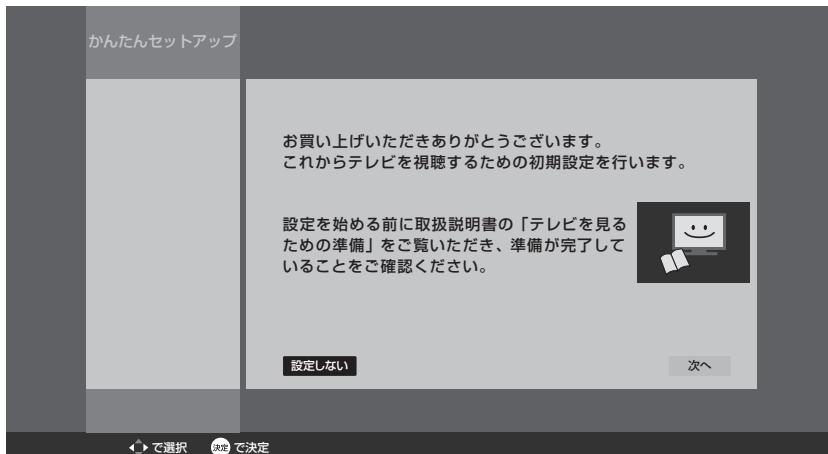 かんたんセットアップ
お買い上げいただきありがとうございます。
これからテレビを視聴するための初期設定を行います。
設定を始める前に取扱説明書の「テレビを見る
ための準備」をご覧いただき、準備が完了して
いることをご確認ください。
設定しない
次へ
で選択 決定 で決定